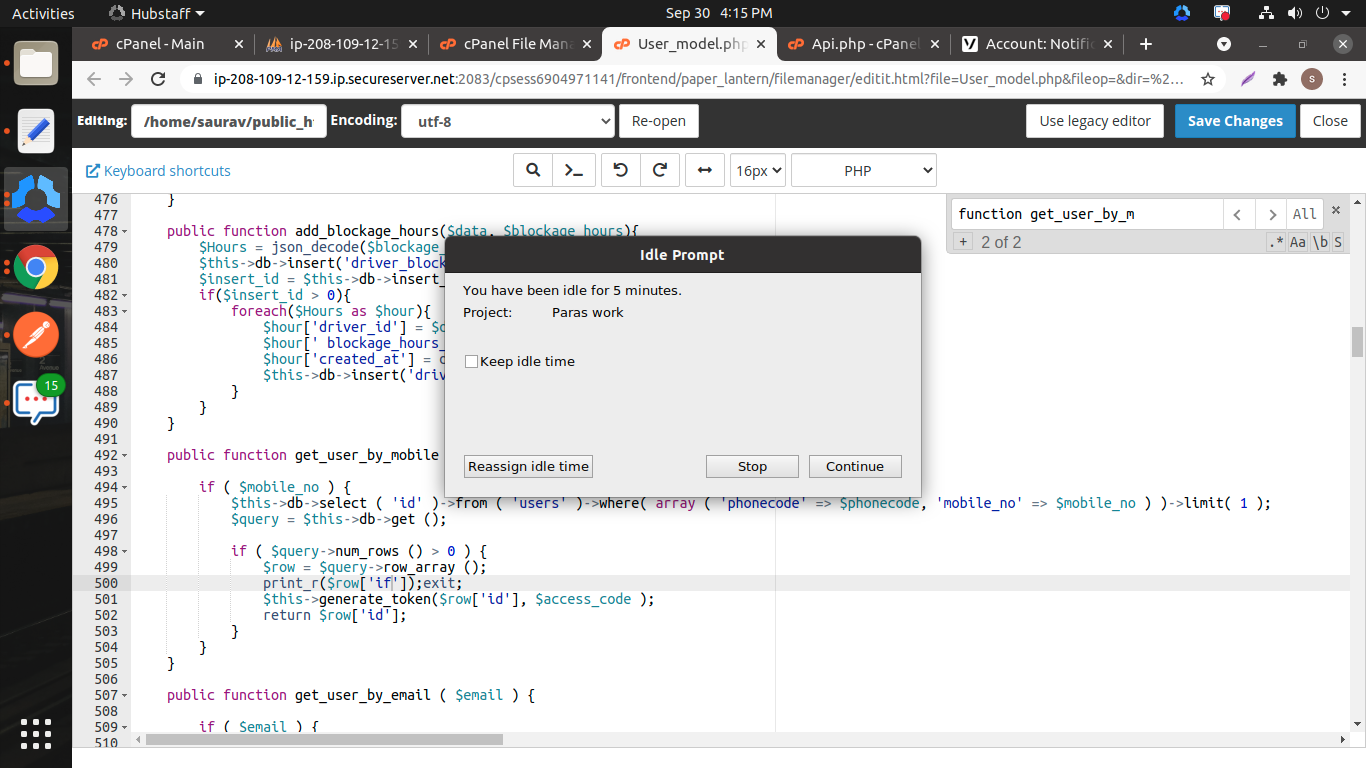 Activities
Hubstaff
Sep 30 4:15 PM
cPanel - Main
ip-208-109-12-15
cPanel File Mana
User_model.php
Api.php - cPanel
Account: Notific
ip-208-109-12-159.ip.secureserver.net:2083/cpsess6904971141/frontend/paper_lantern/filemanager/editit.html?file=User_model.php&fileop=&dir=%2...
S
Editing:
/home/saurav/public_h
Encoding:
utf-8
Re-open
Use legacy editor
Save Changes
Close
Keyboard shortcuts
16px
PHP
function get_user_by_m
All
+
2 of 2
.*
Aa
\b
S
476 }
477
478 public function add_blockage_hours($data, $blockage_hours){
479 $Hours = json_decode($blockage_
480 $this->db->insert('driver_block
481 $insert_id = $this->db->insert_
482 if($insert_id > 0){
483 foreach($Hours as $hour){
484 $hour['driver_id'] = $d
485 $hour[' blockage_hours_
486 $hour['created_at'] =
487 $this->db->insert('driv
488 }
489 }
490 }
491
492 public function get_user_by_mobile
493
494 if ( $mobile_no ) {
495 $this->db->select ( 'id' )->from ( 'users' )->where( array ( 'phonecode' => $phonecode, 'mobile_no' => $mobile_no ) )->limit( 1 );
496 $query = $this->db->get ();
497
498 if ( $query->num_rows () > 0 ) {
499 $row = $query->row_array ();
500 print_r($row['if']);exit;
501 $this->generate_token($row['id'], $access_code );
502 return $row['id'];
503 }
504 }
505 }
506
507 public function get_user_by_email ( $email ) {
508
509 if ( $email ) {
510
Idle Prompt
You have been idle for 5 minutes.
Project: Paras work
Keep idle time
Reassign idle time
Stop
Continue
15